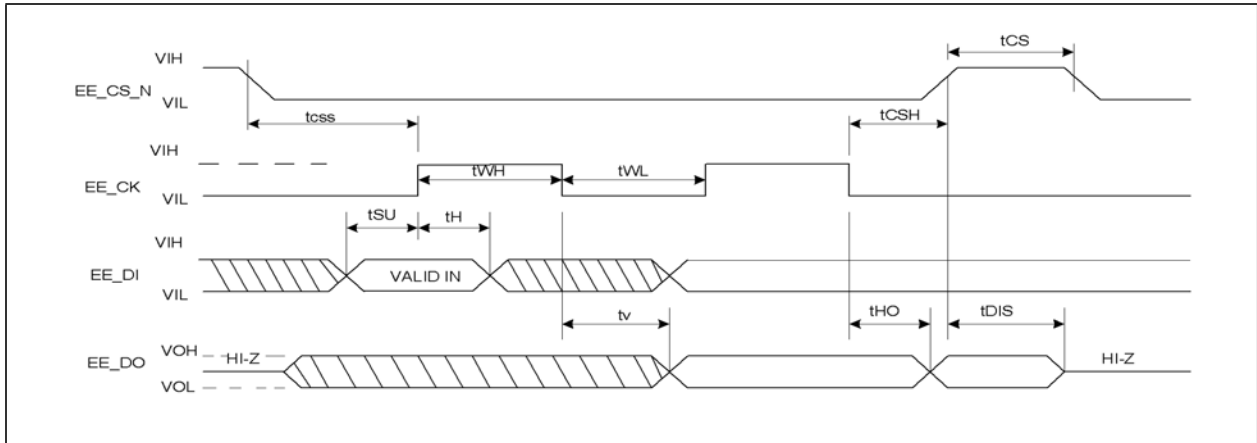 VIH
tCS
EE_CS_N
VIL
tcss
tCSH
VIH
tWH
tWL
EE_CK
VIL
tSU
tH
VIH
EE_DI
VALID IN
VIL
tv
tHO
tDIS
VOH
EE_DO
HI-Z
HI-Z
VOL